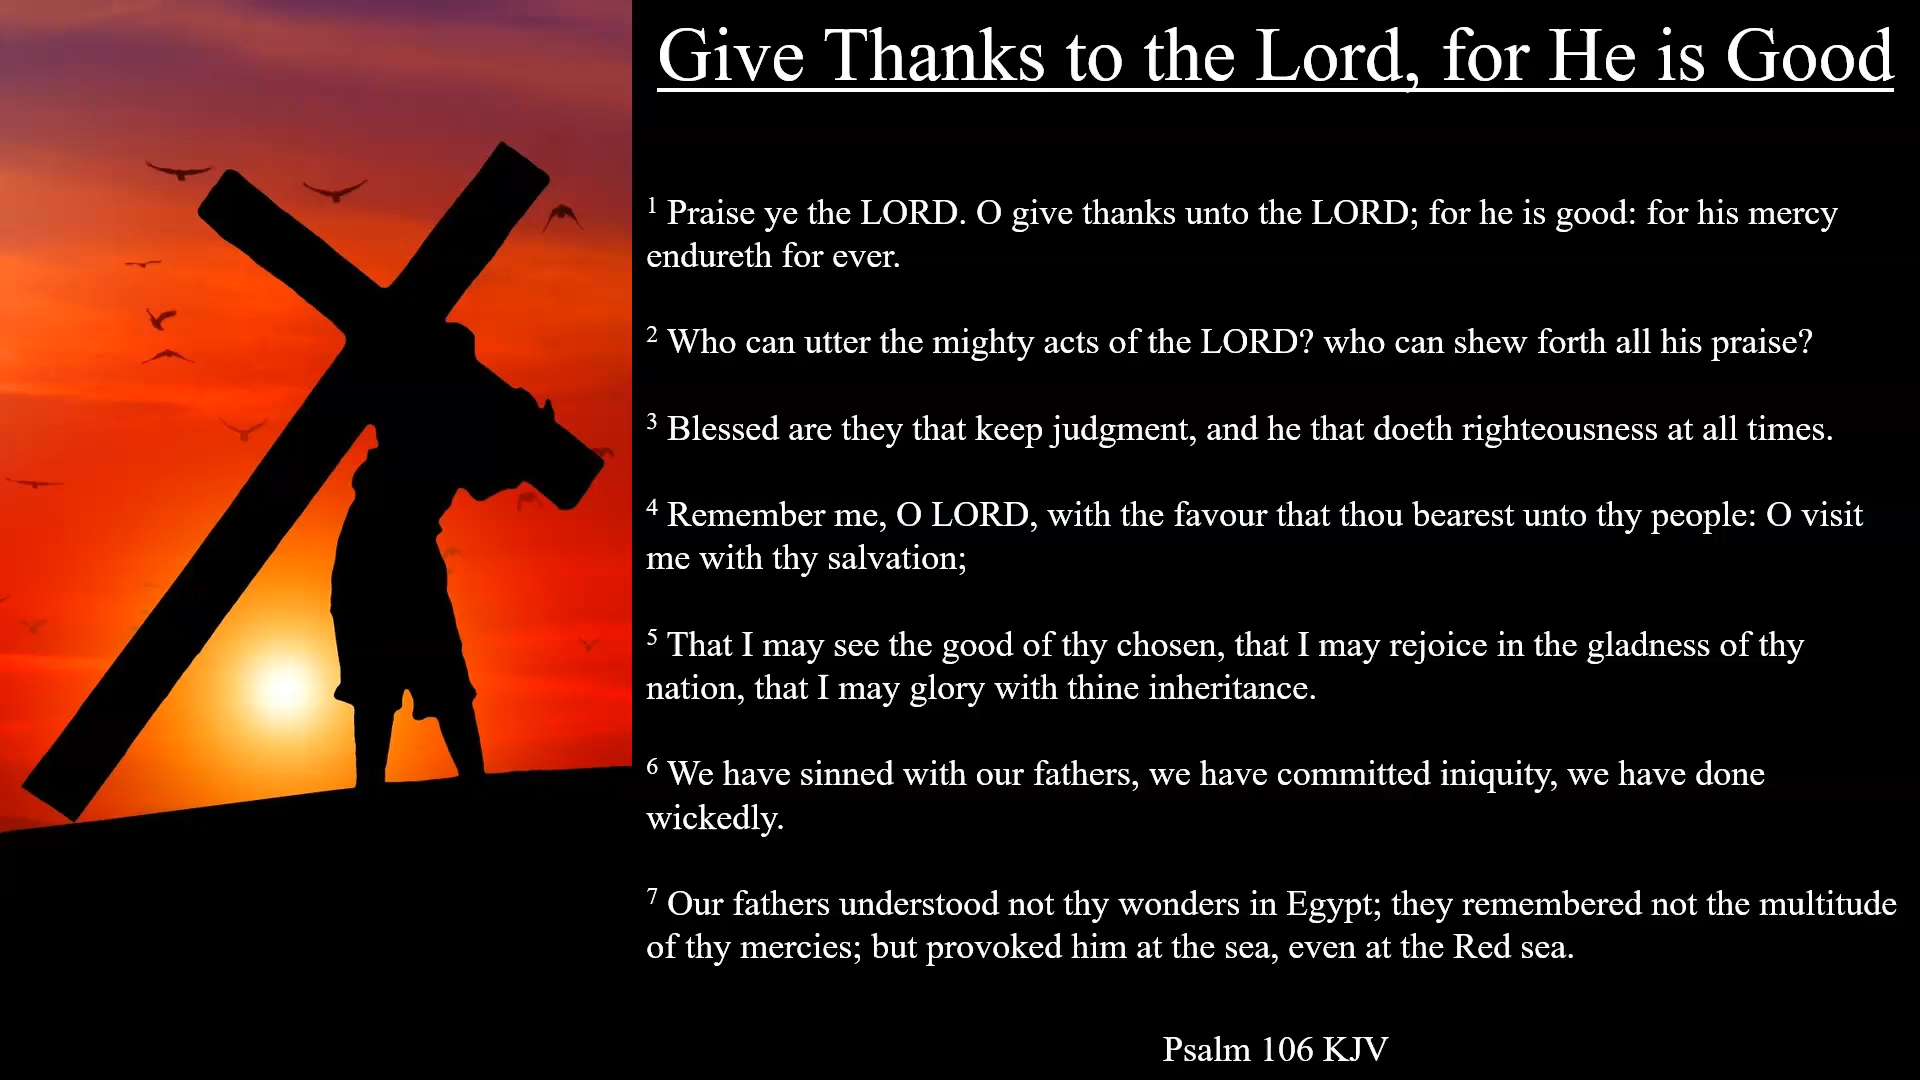 Give Thanks to the Lord, for He is Good
1 Praise ye the LORD. O give thanks unto the LORD; for he is good: for his mercy
endureth for ever.
2 Who can utter the mighty acts of the LORD? who can shew forth all his praise?
3 Blessed are they that keep judgment, and he that doeth righteousness at all times.
4 Remember me, O LORD, with the favour that thou bearest unto thy people: O visit
me with thy salvation;
5 That I may see the good of thy chosen, that I may rejoice in the gladness of thy
nation, that I may glory with thine inheritance.
6 We have sinned with our fathers, we have committed iniquity, we have done
wickedly.
7 Our fathers understood not thy wonders in Egypt; they remembered not the multitude
of thy mercies; but provoked him at the sea, even at the Red sea.
Psalm 106 KJV